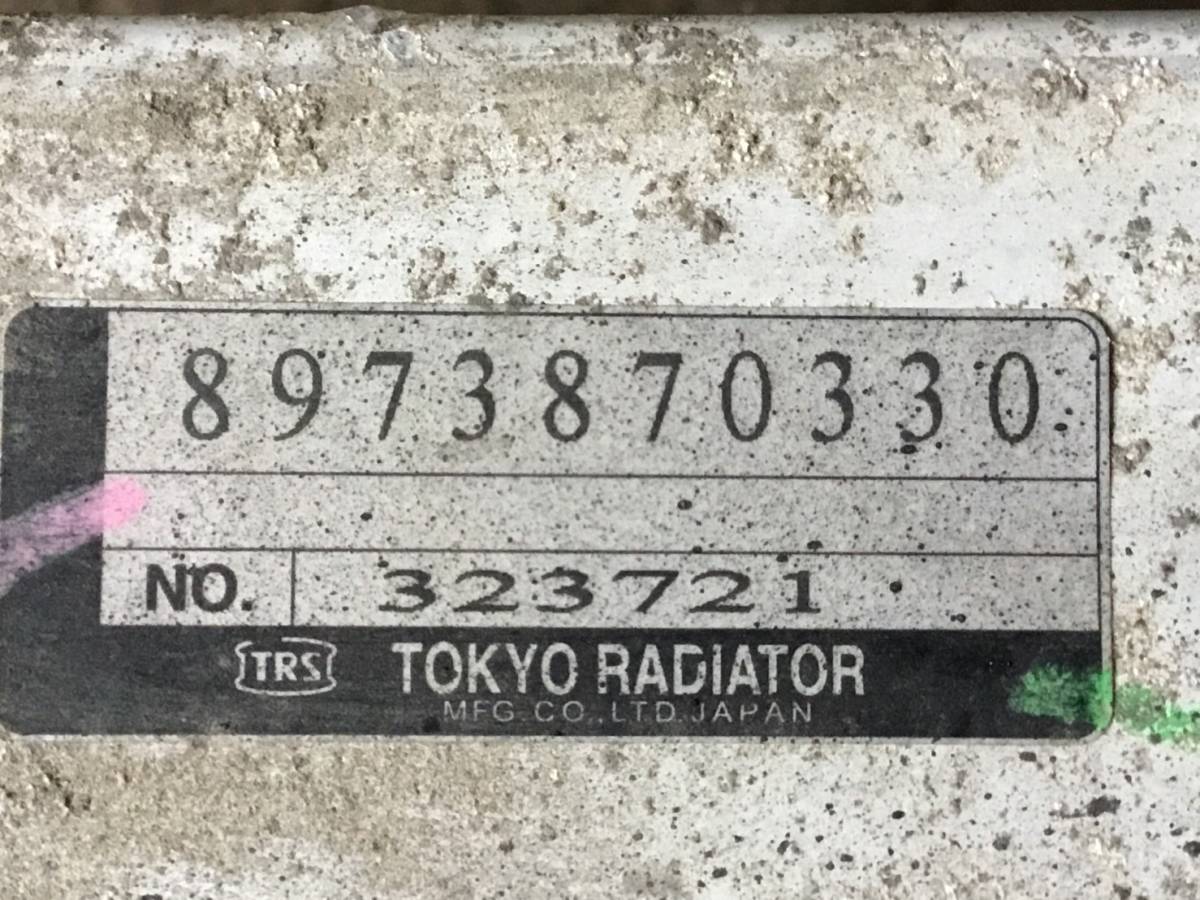 8973870330
NO. 323721
TRS TOKYO RADIATOR
MFG.CO.,LTD.JAPAN